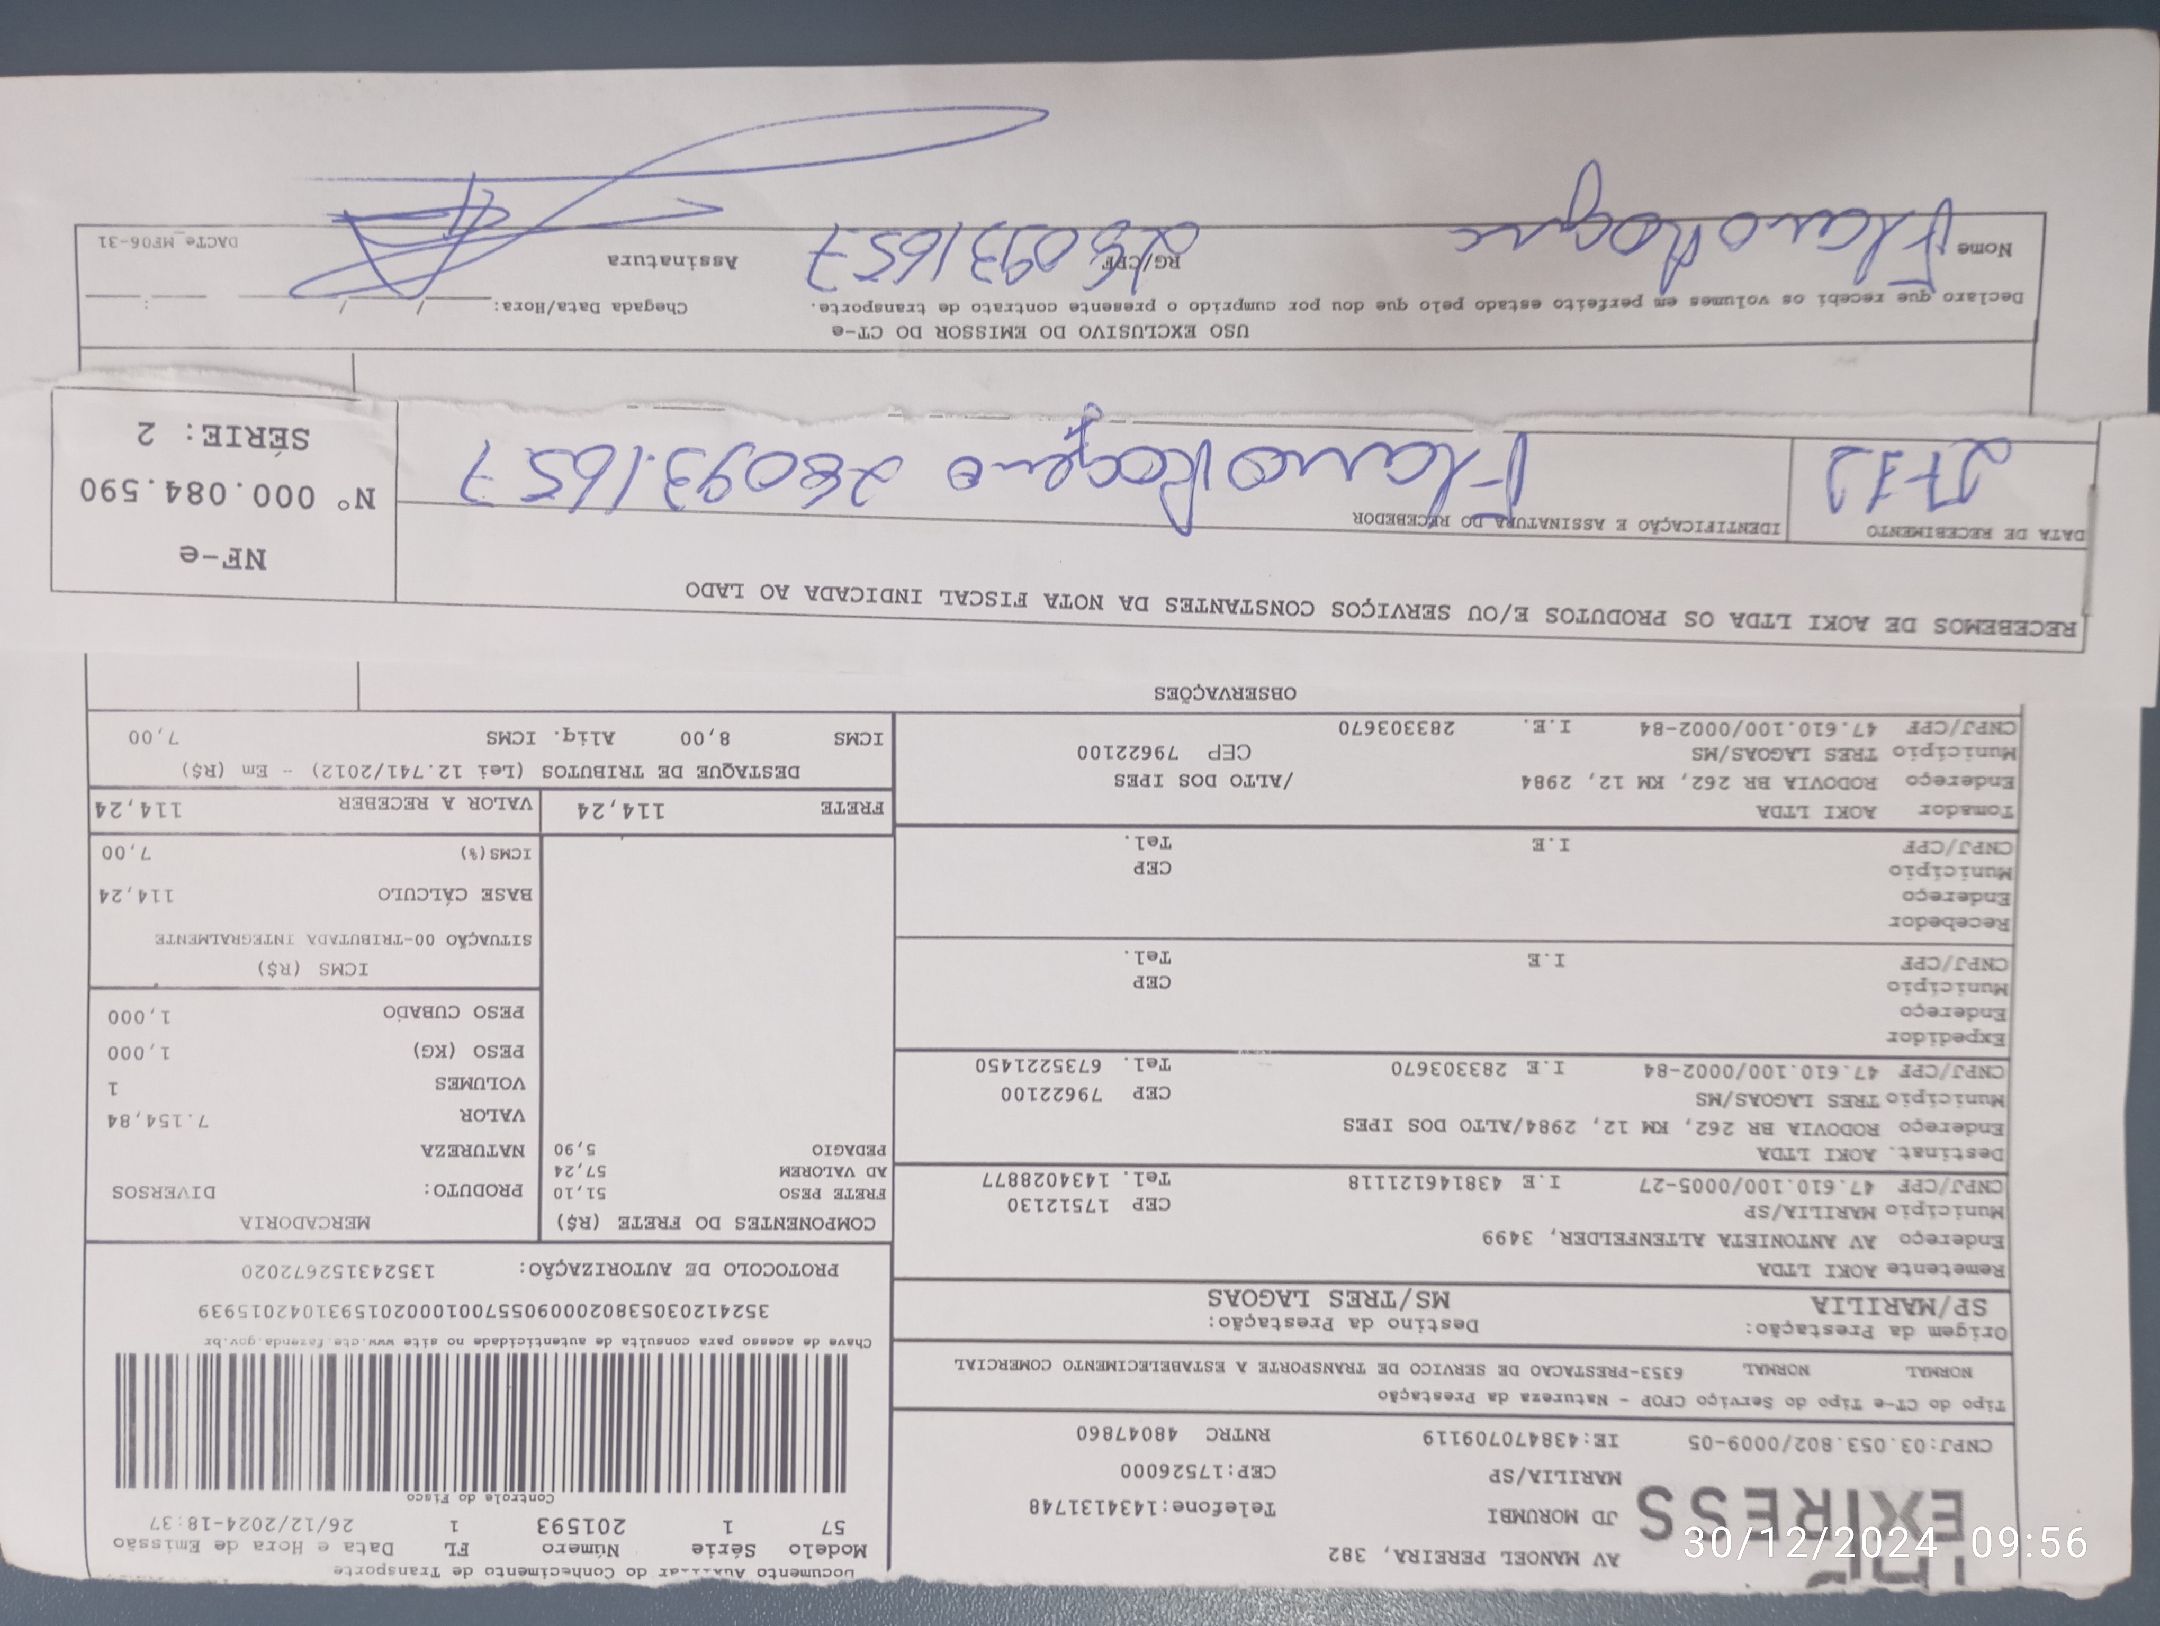 Documento Auxiliar do Conhecimento de Transporte
AV MANOEL PEREIRA, 382
JD MORUMBI Telefone:1434131748
MARILIA/SP CEP:17526000
EXPRESS
CNPJ:03.053.802/0009-05 IE:438470709119 RNTRC 48047860
Modelo Série Número FL Data e Hora de Emissão
57 1 201593 1 26/12/2024-18:37
Controle do Fisco
Chave de acesso para consulta de autenticidade no site www.cte.fazenda.gov.br
35241203053802000905570010002015931042015939
PROTOCOLO DE AUTORIZAÇÃO: 135243152672020
Tipo do CT-e Tipo do Serviço CFOP - Natureza da Prestação
NORMAL NORMAL 6353-PRESTACAO DE SERVICO DE TRANSPORTE A ESTABELECIMENTO COMERCIAL
Origem da Prestação: Destino da Prestação:
SP/MARILIA MS/TRES LAGOAS
Remetente AOKI LTDA
Endereço AV ANTONIETA ALTENFELDER, 3499
Município MARILIA/SP CEP 17512130
CNPJ/CPF 47.610.100/0005-27 I.E 438146121118 Tel. 1434028877
Destinat. AOKI LTDA
Endereço RODOVIA BR 262, KM 12, 2984/ALTO DOS IPES
Município TRES LAGOAS/MS CEP 79622100
CNPJ/CPF 47.610.100/0002-84 I.E 283303670 Tel. 6735221450
Expedidor
Endereço
Município CEP
CNPJ/CPF I.E Tel.
Recebedor
Endereço
Município CEP
CNPJ/CPF I.E Tel.
Tomador AOKI LTDA
Endereço RODOVIA BR 262, KM 12, 2984 /ALTO DOS IPES
Município TRES LAGOAS/MS CEP 79622100
CNPJ/CPF 47.610.100/0002-84 I.E. 283303670
COMPONENTES DO FRETE (R$)
FRETE PESO 51,10
AD VALOREM 57,24
PEDAGIO 5,90
MERCADORIA
PRODUTO: DIVERSOS
NATUREZA
VALOR 7.154,84
VOLUMES 1
PESO (KG) 1,000
PESO CUBADO 1,000
ICMS (R$)
SITUAÇÃO 00-TRIBUTADA INTEGRALMENTE
BASE CÁLCULO 114,24
ICMS(%) 7,00
FRETE 114,24 VALOR A RECEBER 114,24
DESTAQUE DE TRIBUTOS (Lei 12.741/2012) - Em (R$)
ICMS 8,00 Aliq. ICMS 7,00
OBSERVAÇÕES
RECEBEMOS DE AOKI LTDA OS PRODUTOS E/OU SERVIÇOS CONSTANTES DA NOTA FISCAL INDICADA AO LADO
DATA DE RECEBIMENTO IDENTIFICAÇÃO E ASSINATURA DO RECEBEDOR
27-12
NF-e
Nº 000.084.590
SÉRIE: 2
USO EXCLUSIVO DO EMISSOR DO CT-e
Declaro que recebi os volumes em perfeito estado pelo que dou por cumprido o presente contrato de transporte. Chegada Data/Hora: / / :
Nome RG/CPF Assinatura
DACTe_MF06-31
30/12/2024 09:56